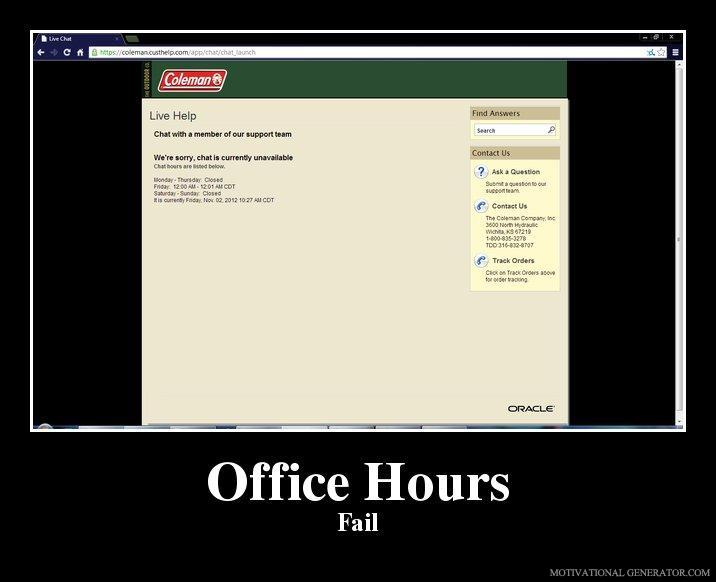 Live Chat
https://coleman.custhelp.com/app/chat/chat_launch
THE OUTDOOR CO.
Coleman
Live Help
Chat with a member of our support team
We're sorry, chat is currently unavailable
Chat hours are listed below.
Monday - Thursday: Closed
Friday: 12:00 AM - 12:01 AM CDT
Saturday - Sunday: Closed
It is currently Friday, Nov. 02, 2012 10:27 AM CDT
Find Answers
Search
Contact Us
Ask a Question
Submit a question to our
support team.
Contact Us
The Coleman Company, Inc.
3600 North Hydraulic
Wichita, KS 67219
1-800-835-3278
TDD:316-832-8707
Track Orders
Click on Track Orders above
for order tracking.
ORACLE
Office Hours
Fail
MOTIVATIONAL GENERATOR.COM